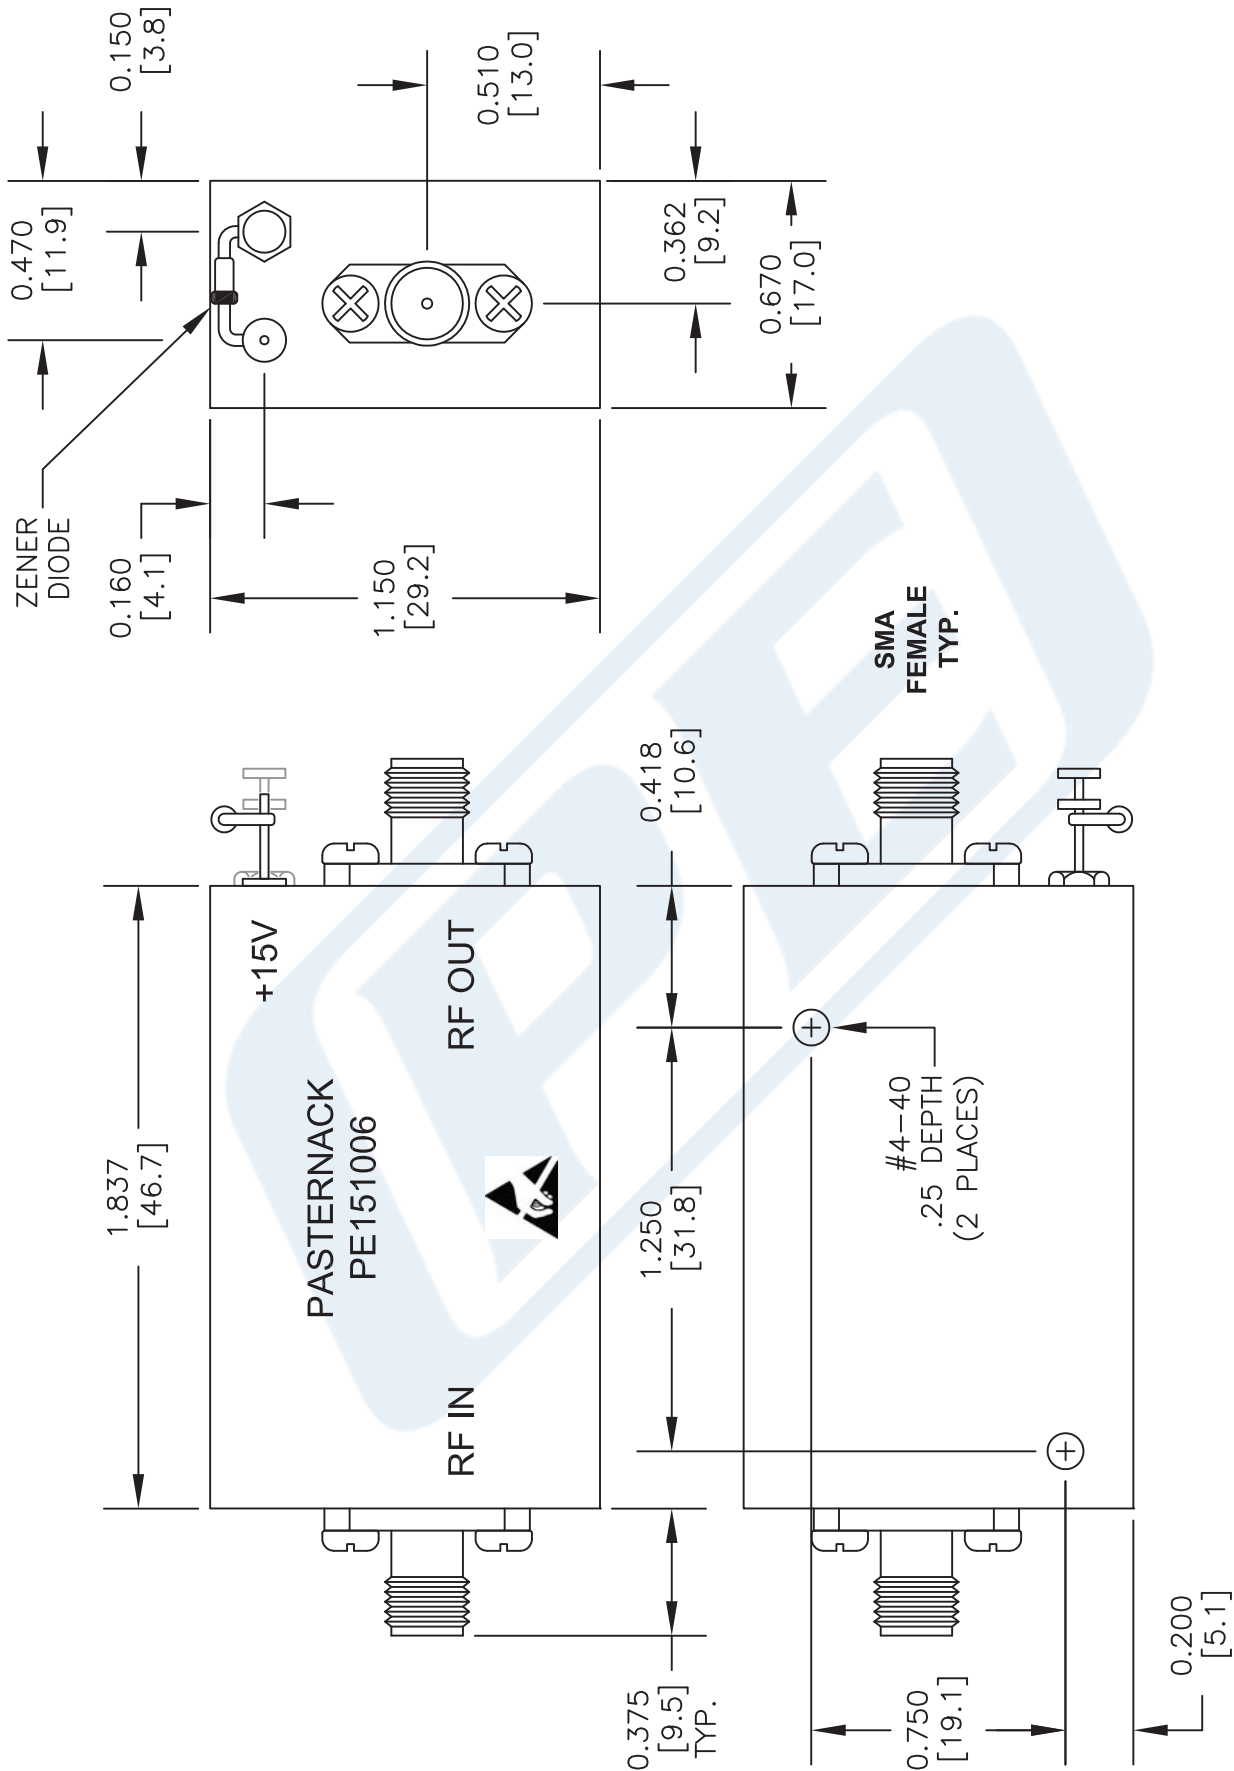 1.837
[46.7]
PASTERNACK
PE151006
+15V
RF IN
RF OUT
0.375
[9.5]
TYP.
1.250
[31.8]
0.418
[10.6]
#4-40
.25 DEPTH
(2 PLACES)
0.750
[19.1]
0.200
[5.1]
SMA
FEMALE
TYP.
ZENER
DIODE
0.470
[11.9]
0.150
[3.8]
0.160
[4.1]
1.150
[29.2]
0.510
[13.0]
0.362
[9.2]
0.670
[17.0]
PE